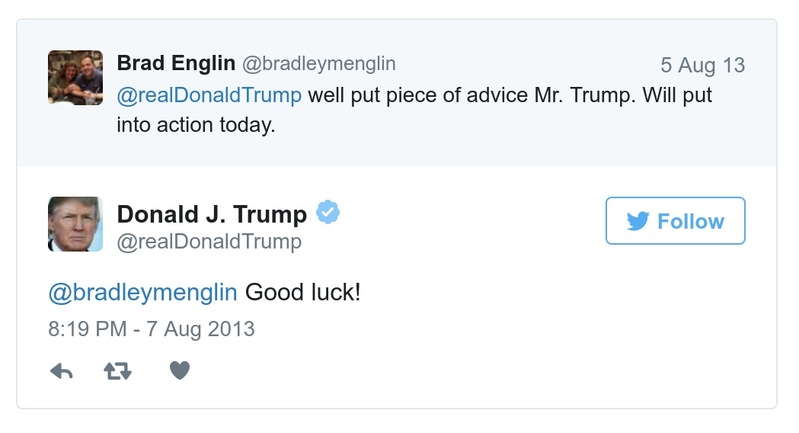 Brad Englin @bradleymenglin 5 Aug 13
@realDonaldTrump well put piece of advice Mr. Trump. Will put
into action today.
Donald J. Trump
Follow
@realDonaldTrump
@bradleymenglin Good luck!
8:19 PM - 7 Aug 2013